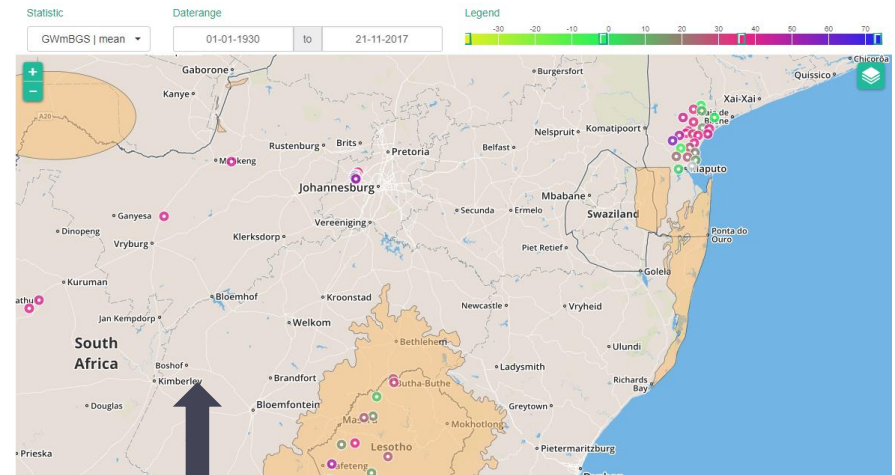 Statistic
Daterange
Legend
GWmBGS | mean
01-01-1930
to
21-11-2017
-30
-20
-10
0
10
20
30
40
50
60
70
+
−
Chicorôa
Gaborone
Burgersfort
Quissico
Kanye
Xai-Xai
A20
Rustenburg
Brits
Pretoria
Belfast
Nelspruit
Komatipoort
Johannesburg
Mbabane
Ganyesa
Secunda
Ermelo
Swaziland
Dinopeng
Vryburg
Klerksdorp
Vereeniging
Piet Retief
Ponta do
Ouro
Golela
Kuruman
Bloemhof
Kroonstad
Newcastle
Vryheid
Jan Kempdorp
Welkom
South
Africa
Bethlehem
Ulundi
Boshof
Ladysmith
Kimberley
Brandfort
Butha-Buthe
Richards
Bay
Douglas
Bloemfontein
Greytown
Mokhotlong
Lesotho
Prieska
Pietermaritzburg